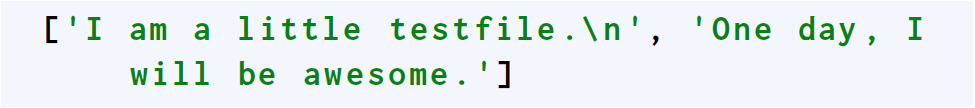 ['I am a little testfile.\n', 'One day, I
will be awesome.']